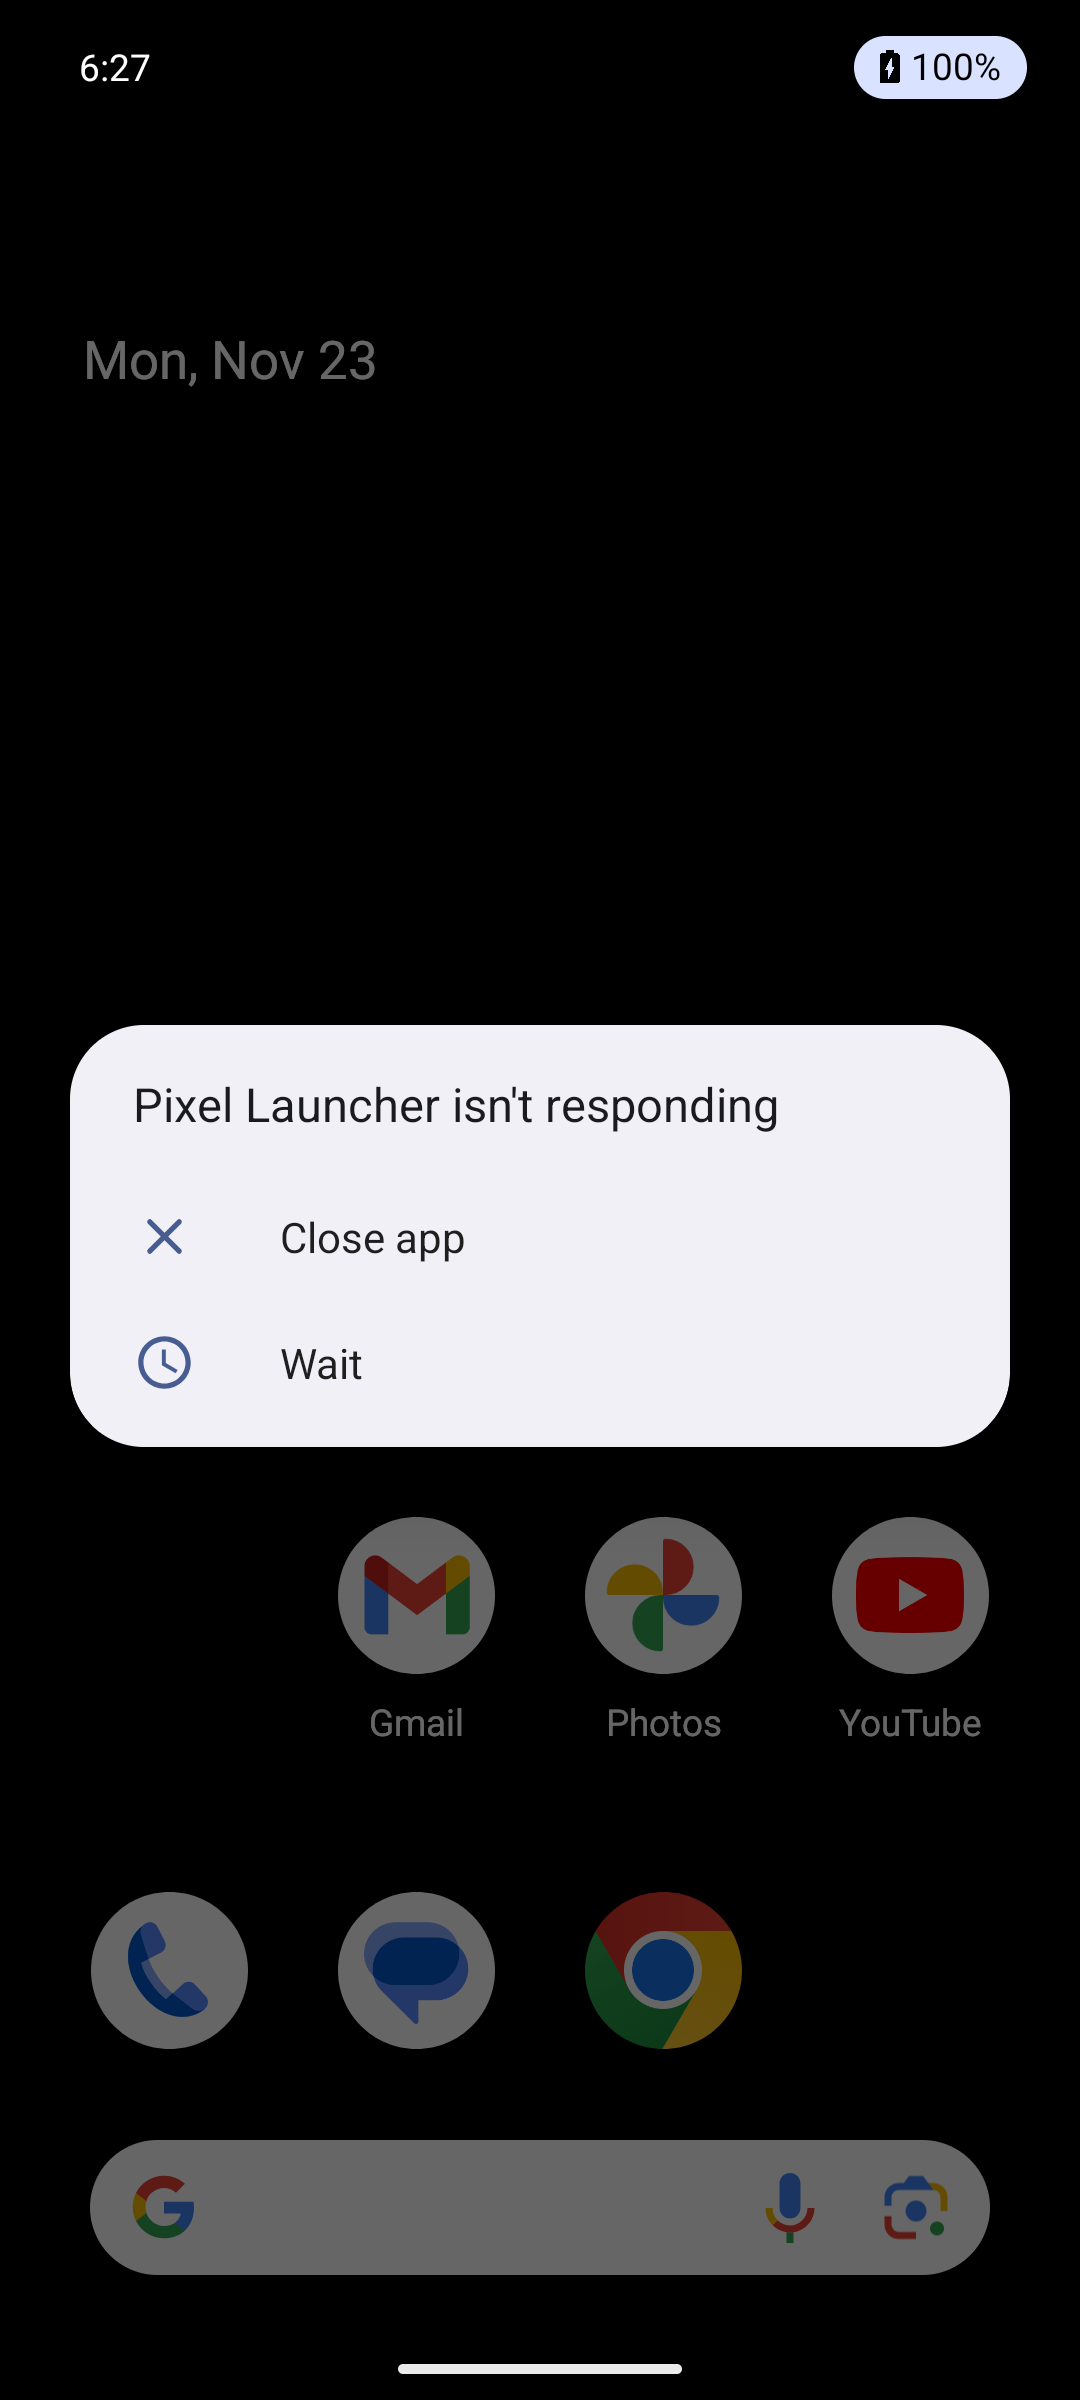 6:27
100%
Mon, Nov 23
Pixel Launcher isn't responding
Close app
Wait
Gmail
Photos
YouTube